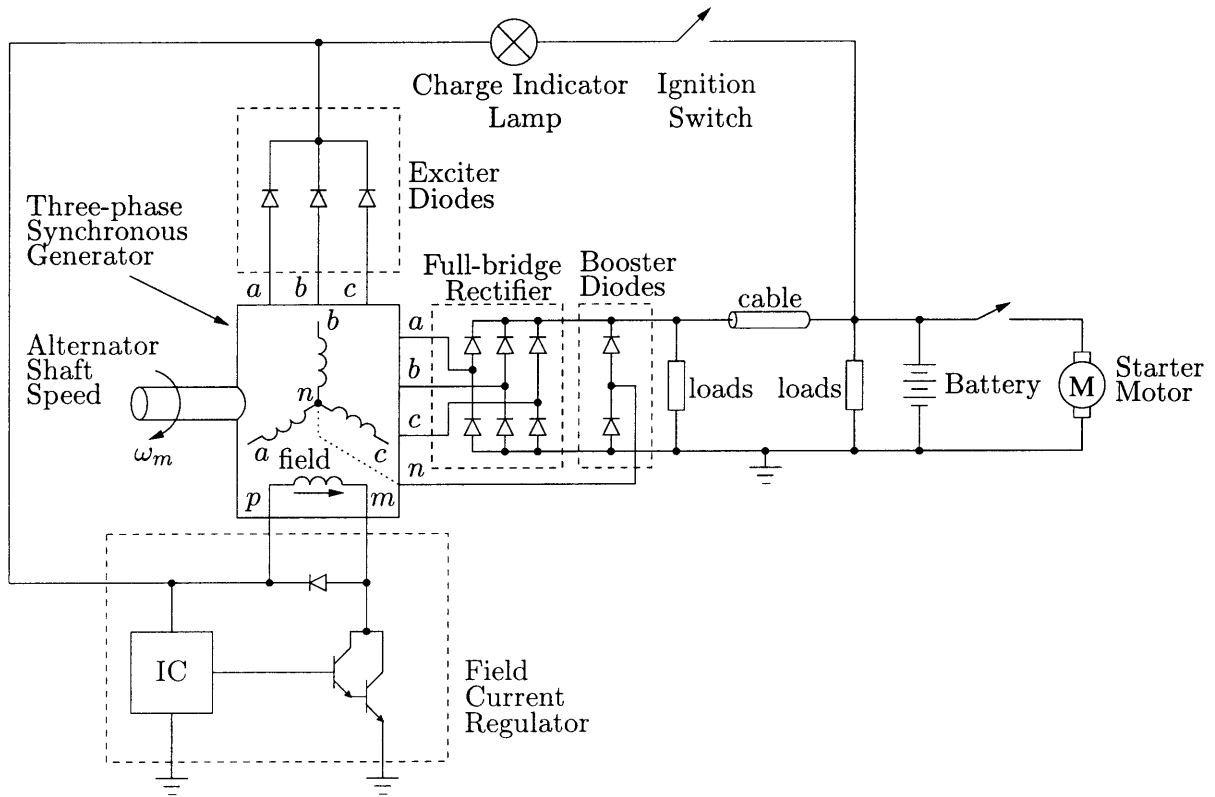 Charge Indicator
Lamp
Ignition
Switch
Exciter
Diodes
Three-phase
Synchronous
Generator
a b c
Full-bridge
Rectifier
Booster
Diodes
cable
Alternator
Shaft
Speed
ωm
b
n
a
c
field
p
m
a
b
c
n
loads
loads
Battery
M
Starter
Motor
IC
Field
Current
Regulator